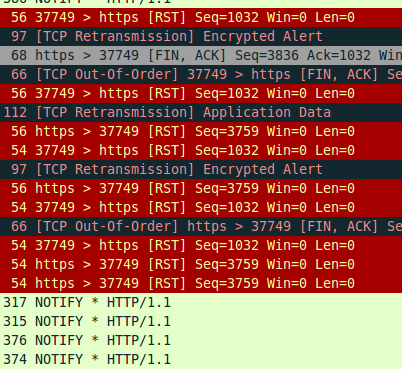 56 37749 > https [RST] Seq=1032 Win=0 Len=0
97 [TCP Retransmission] Encrypted Alert
68 https > 37749 [FIN, ACK] Seq=3836 Ack=1032 Win
66 [TCP Out-Of-Order] 37749 > https [FIN, ACK] Se
56 37749 > https [RST] Seq=1032 Win=0 Len=0
112 [TCP Retransmission] Application Data
56 https > 37749 [RST] Seq=3759 Win=0 Len=0
54 https > 37749 [RST] Seq=3759 Win=0 Len=0
97 [TCP Retransmission] Encrypted Alert
56 https > 37749 [RST] Seq=3759 Win=0 Len=0
54 https > 37749 [RST] Seq=3759 Win=0 Len=0
66 [TCP Out-Of-Order] https > 37749 [FIN, ACK] Se
54 37749 > https [RST] Seq=1032 Win=0 Len=0
54 https > 37749 [RST] Seq=3759 Win=0 Len=0
54 https > 37749 [RST] Seq=3759 Win=0 Len=0
317 NOTIFY * HTTP/1.1
315 NOTIFY * HTTP/1.1
376 NOTIFY * HTTP/1.1
374 NOTIFY * HTTP/1.1